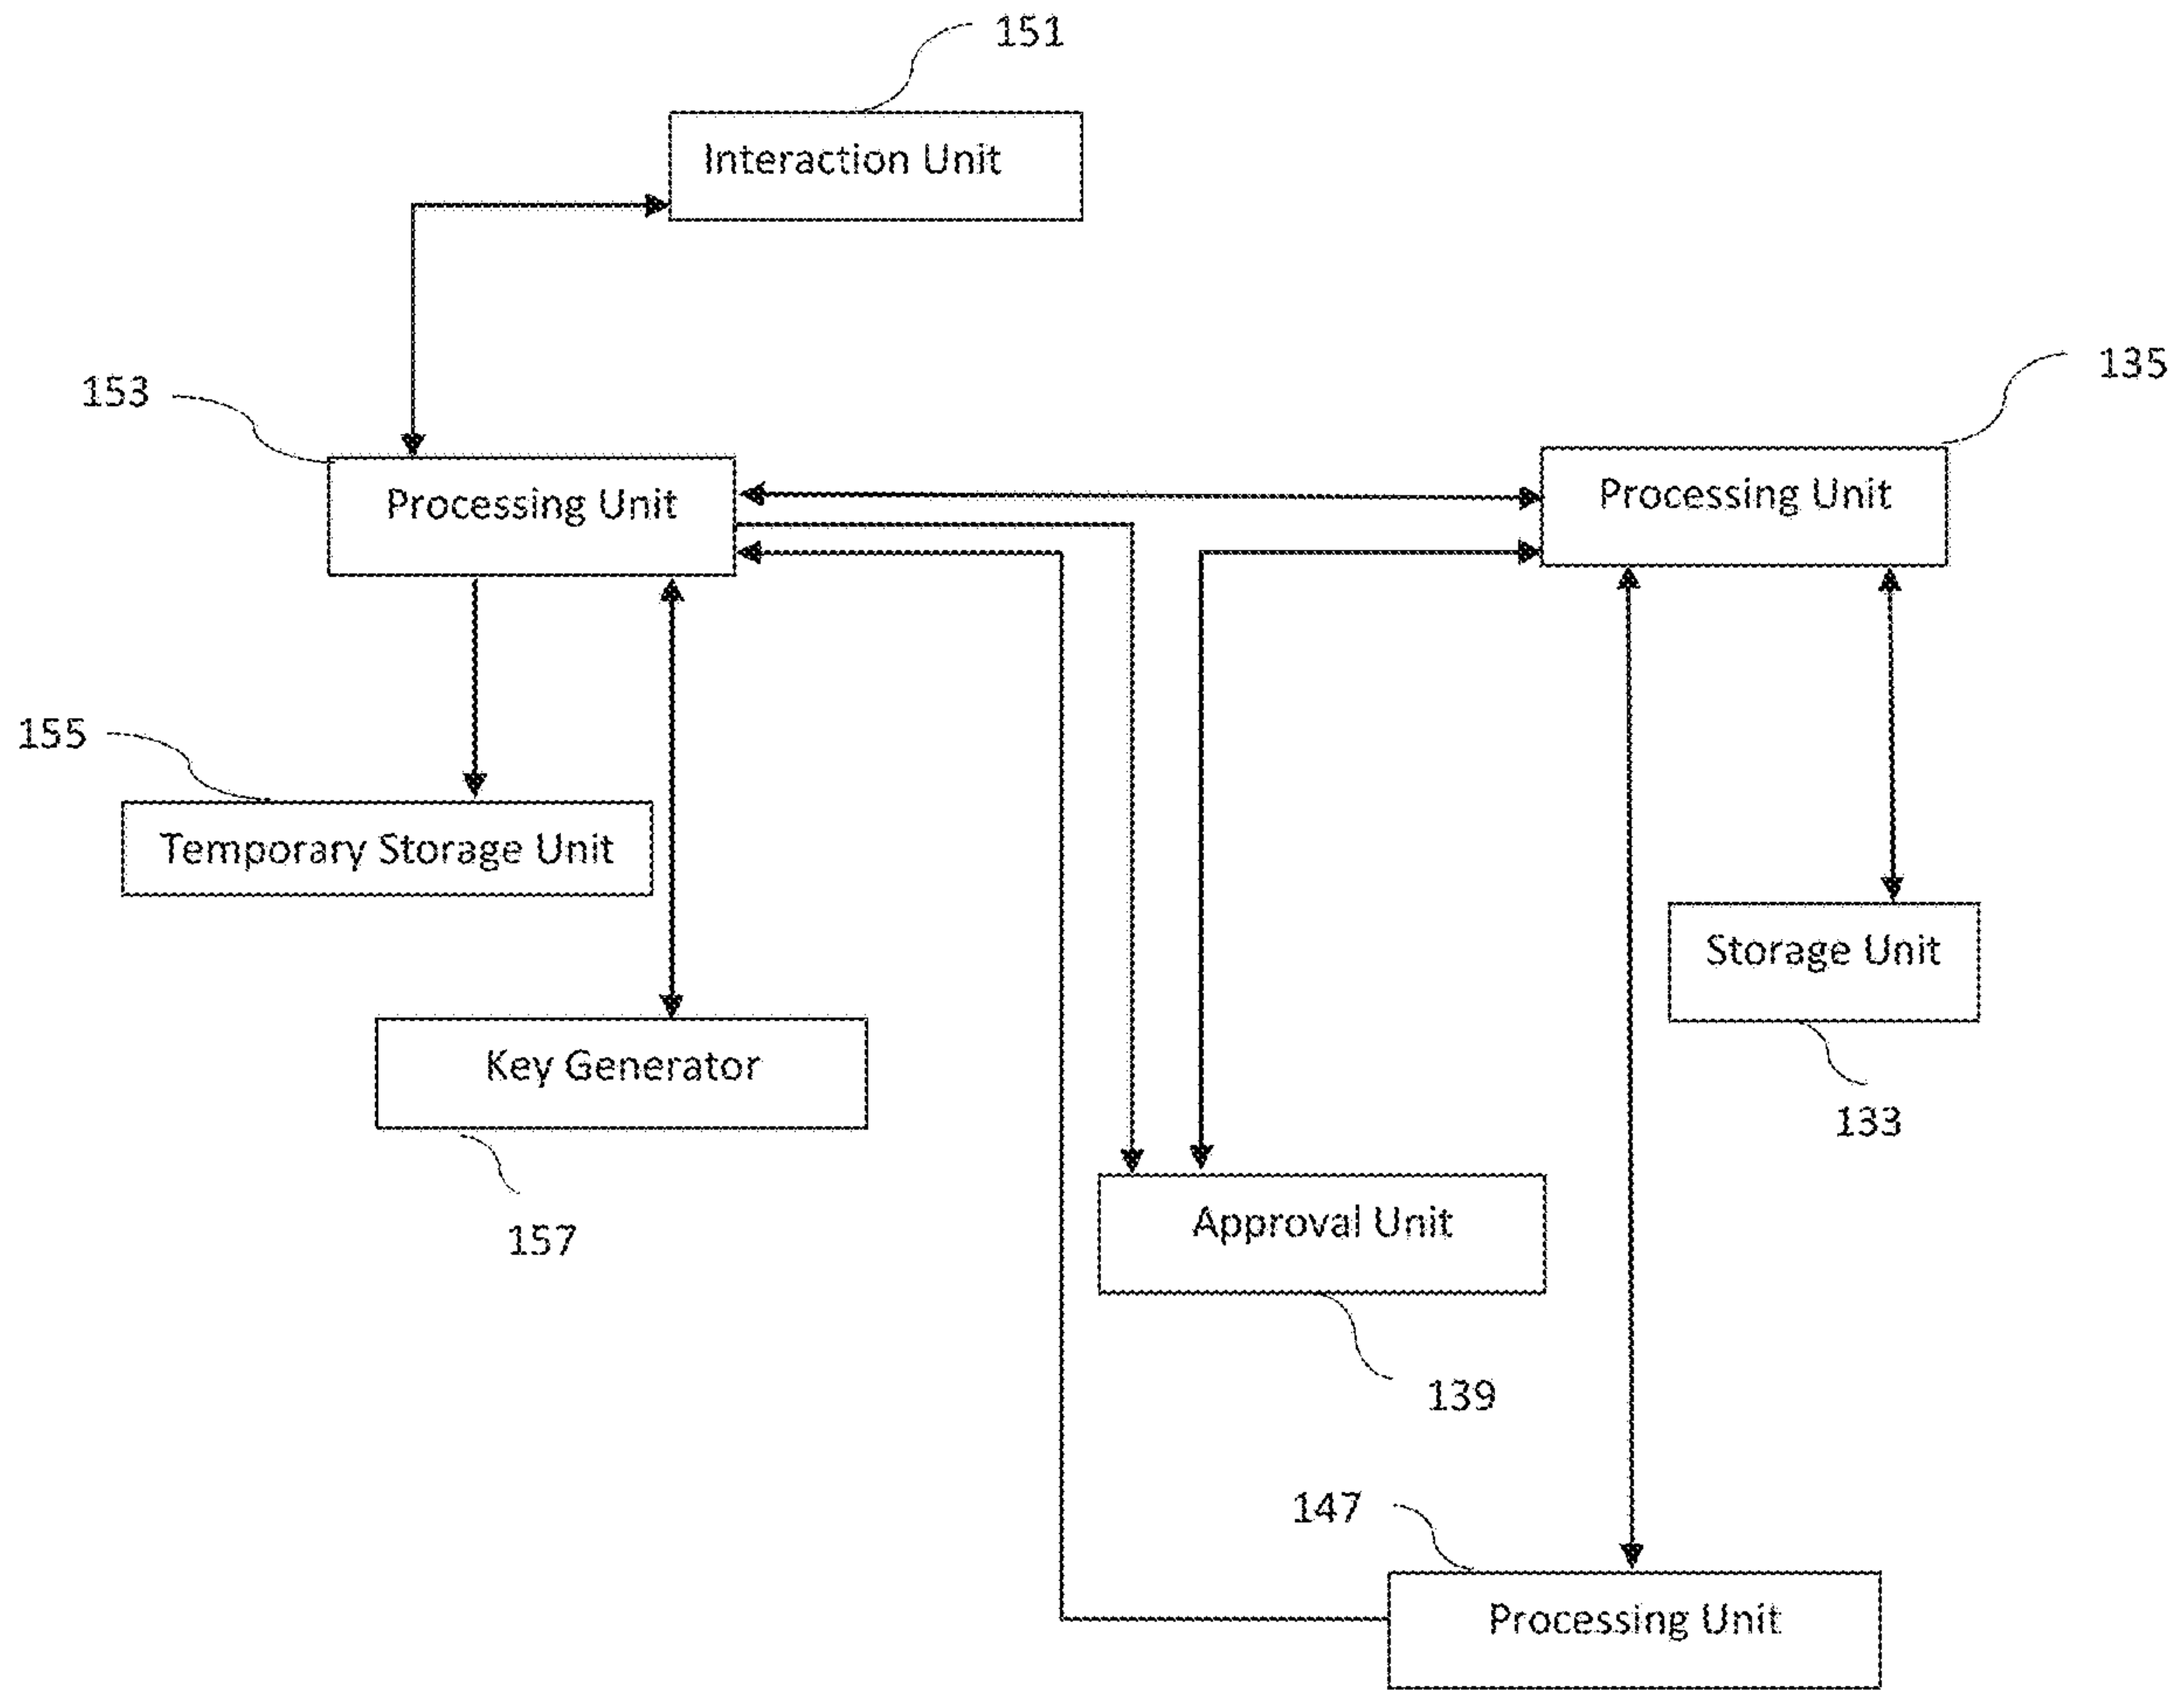 151
Interaction Unit
153
135
Processing Unit
Processing Unit
155
Temporary Storage Unit
Storage Unit
Key Generator
133
157
Approval Unit
139
147
Processing Unit